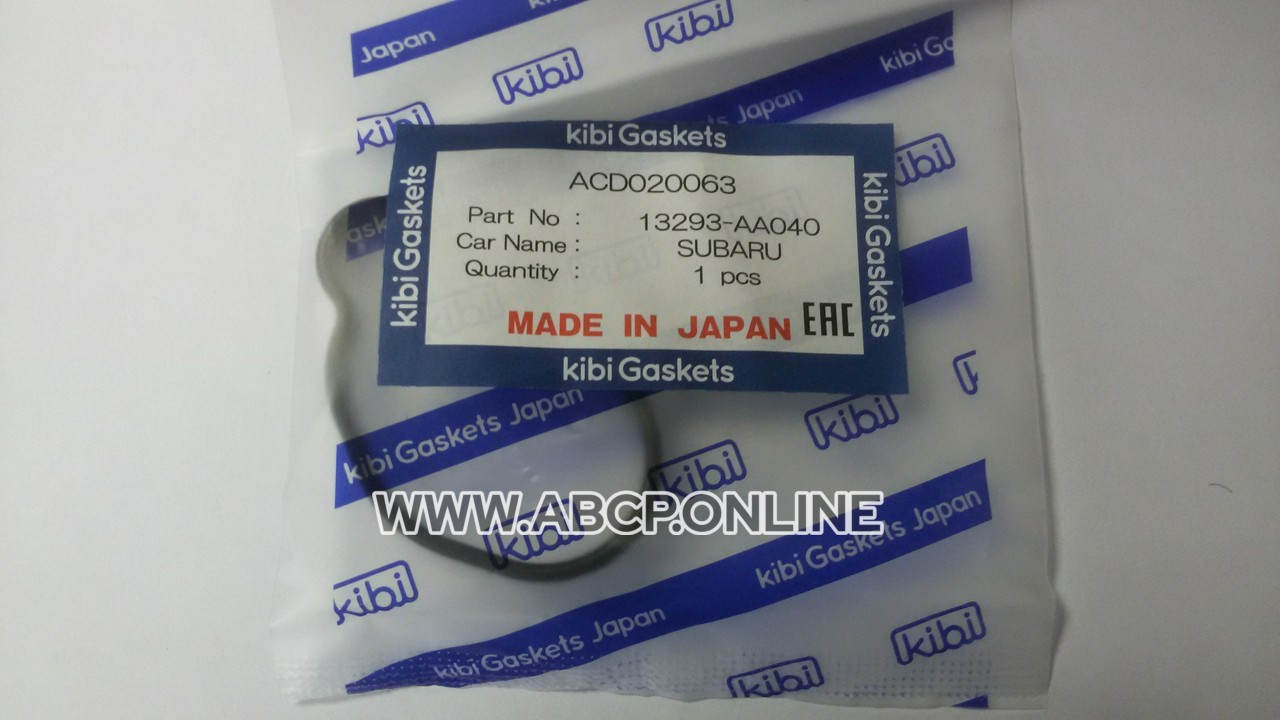 Japan
kibi
kibi
kibi Gaskets Japan
kibi
kibi
kibi Gaskets
ACD020063
Part No : 13293-AA040
Car Name : SUBARU
Quantity : 1 pcs
MADE IN JAPAN EAC
kibi Gaskets
kibi Gaskets
kibi Gaskets
kibi Gaskets Japan
kibi
kibi
WWW.ABCP.ONLINE
kibi
kibi Gaskets Japan
kibi
kibi Gaskets Japan
kibi
kibi